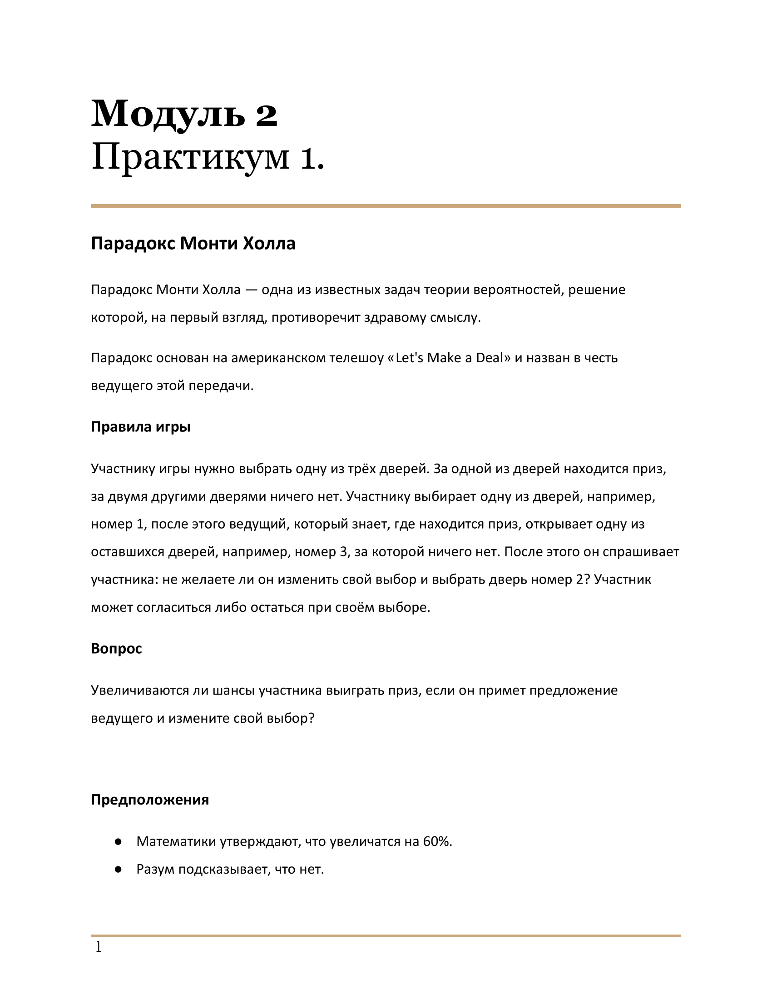 Модуль 2
Практикум 1.
Парадокс Монти Холла
Парадокс Монти Холла — одна из известных задач теории вероятностей, решение
которой, на первый взгляд, противоречит здравому смыслу.
Парадокс основан на американском телешоу «Let's Make a Deal» и назван в честь
ведущего этой передачи.
Правила игры
Участнику игры нужно выбрать одну из трёх дверей. За одной из дверей находится приз,
за двумя другими дверями ничего нет. Участнику выбирает одну из дверей, например,
номер 1, после этого ведущий, который знает, где находится приз, открывает одну из
оставшихся дверей, например, номер 3, за которой ничего нет. После этого он спрашивает
участника: не желаете ли он изменить свой выбор и выбрать дверь номер 2? Участник
может согласиться либо остаться при своём выборе.
Вопрос
Увеличиваются ли шансы участника выиграть приз, если он примет предложение
ведущего и измените свой выбор?
Предположения
● Математики утверждают, что увеличатся на 60%.
● Разум подсказывает, что нет.
1